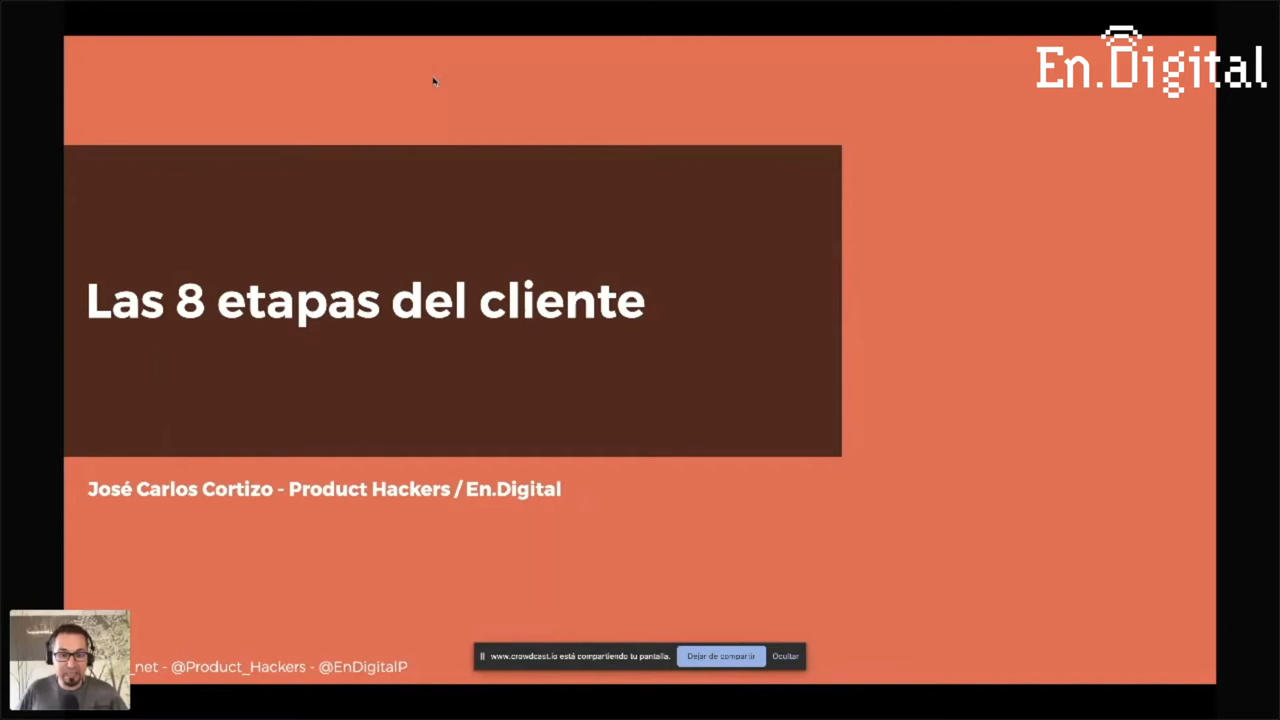 En.Digital
Las 8 etapas del cliente
José Carlos Cortizo - Product Hackers / En.Digital
_net - @Product_Hackers - @EnDigitalP
www.crowdcast.io está compartiendo tu pantalla. Dejar de compartir Ocultar